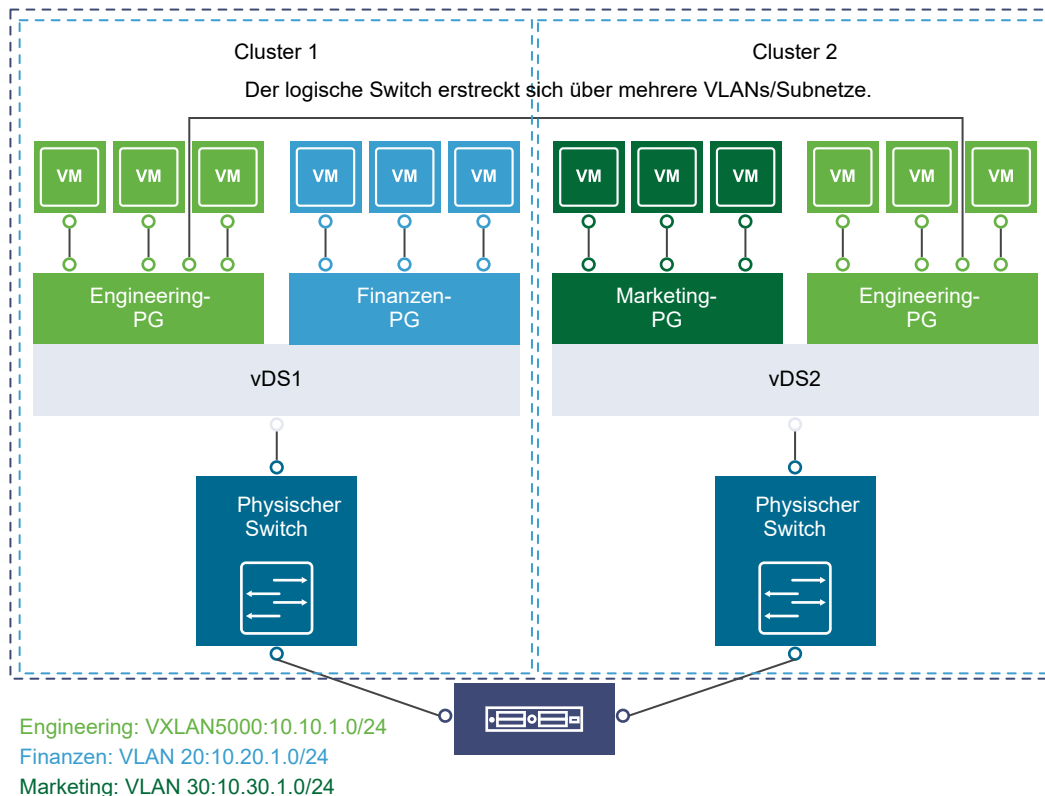 Cluster 1
Cluster 2
Der logische Switch erstreckt sich über mehrere VLANs/Subnetze.
VM VM VM VM VM VM VM VM VM VM VM VM
Engineering-
PG
Finanzen-
PG
Marketing-
PG
Engineering-
PG
vDS1
vDS2
Physischer
Switch
Physischer
Switch
Engineering: VXLAN5000:10.10.1.0/24
Finanzen: VLAN 20:10.20.1.0/24
Marketing: VLAN 30:10.30.1.0/24